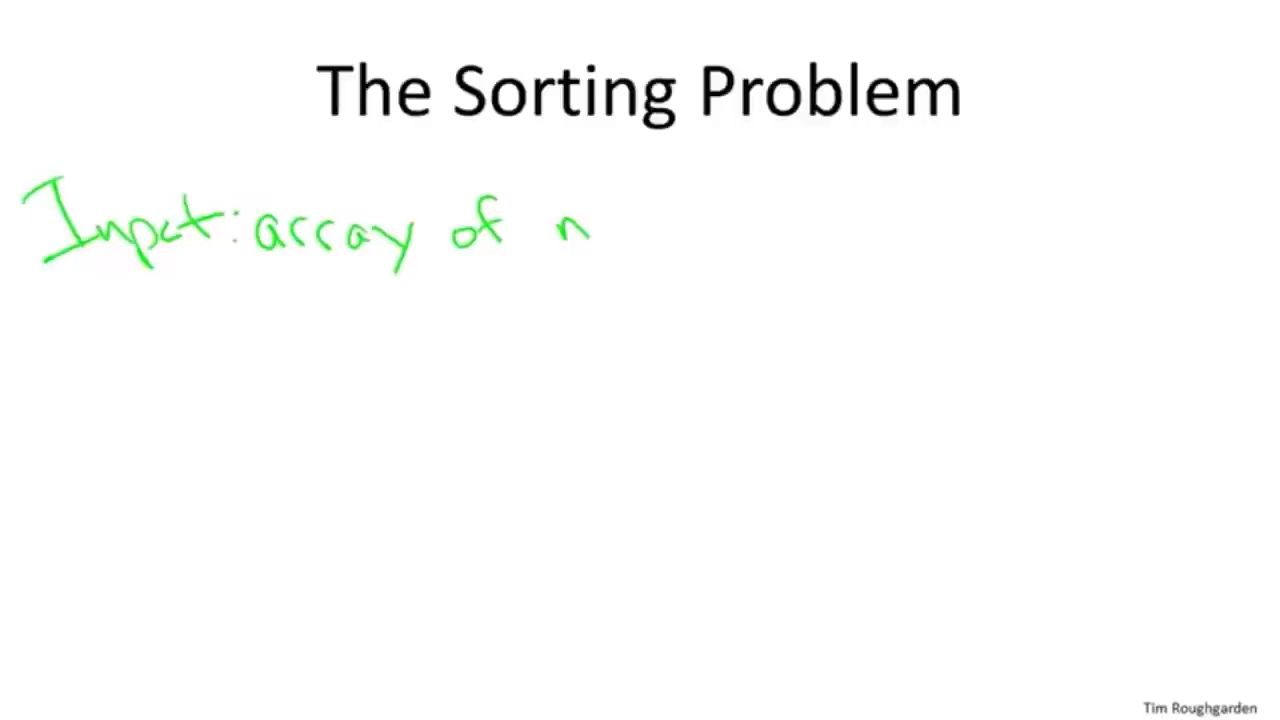 The Sorting Problem
Input: array of n
Tim Roughgarden